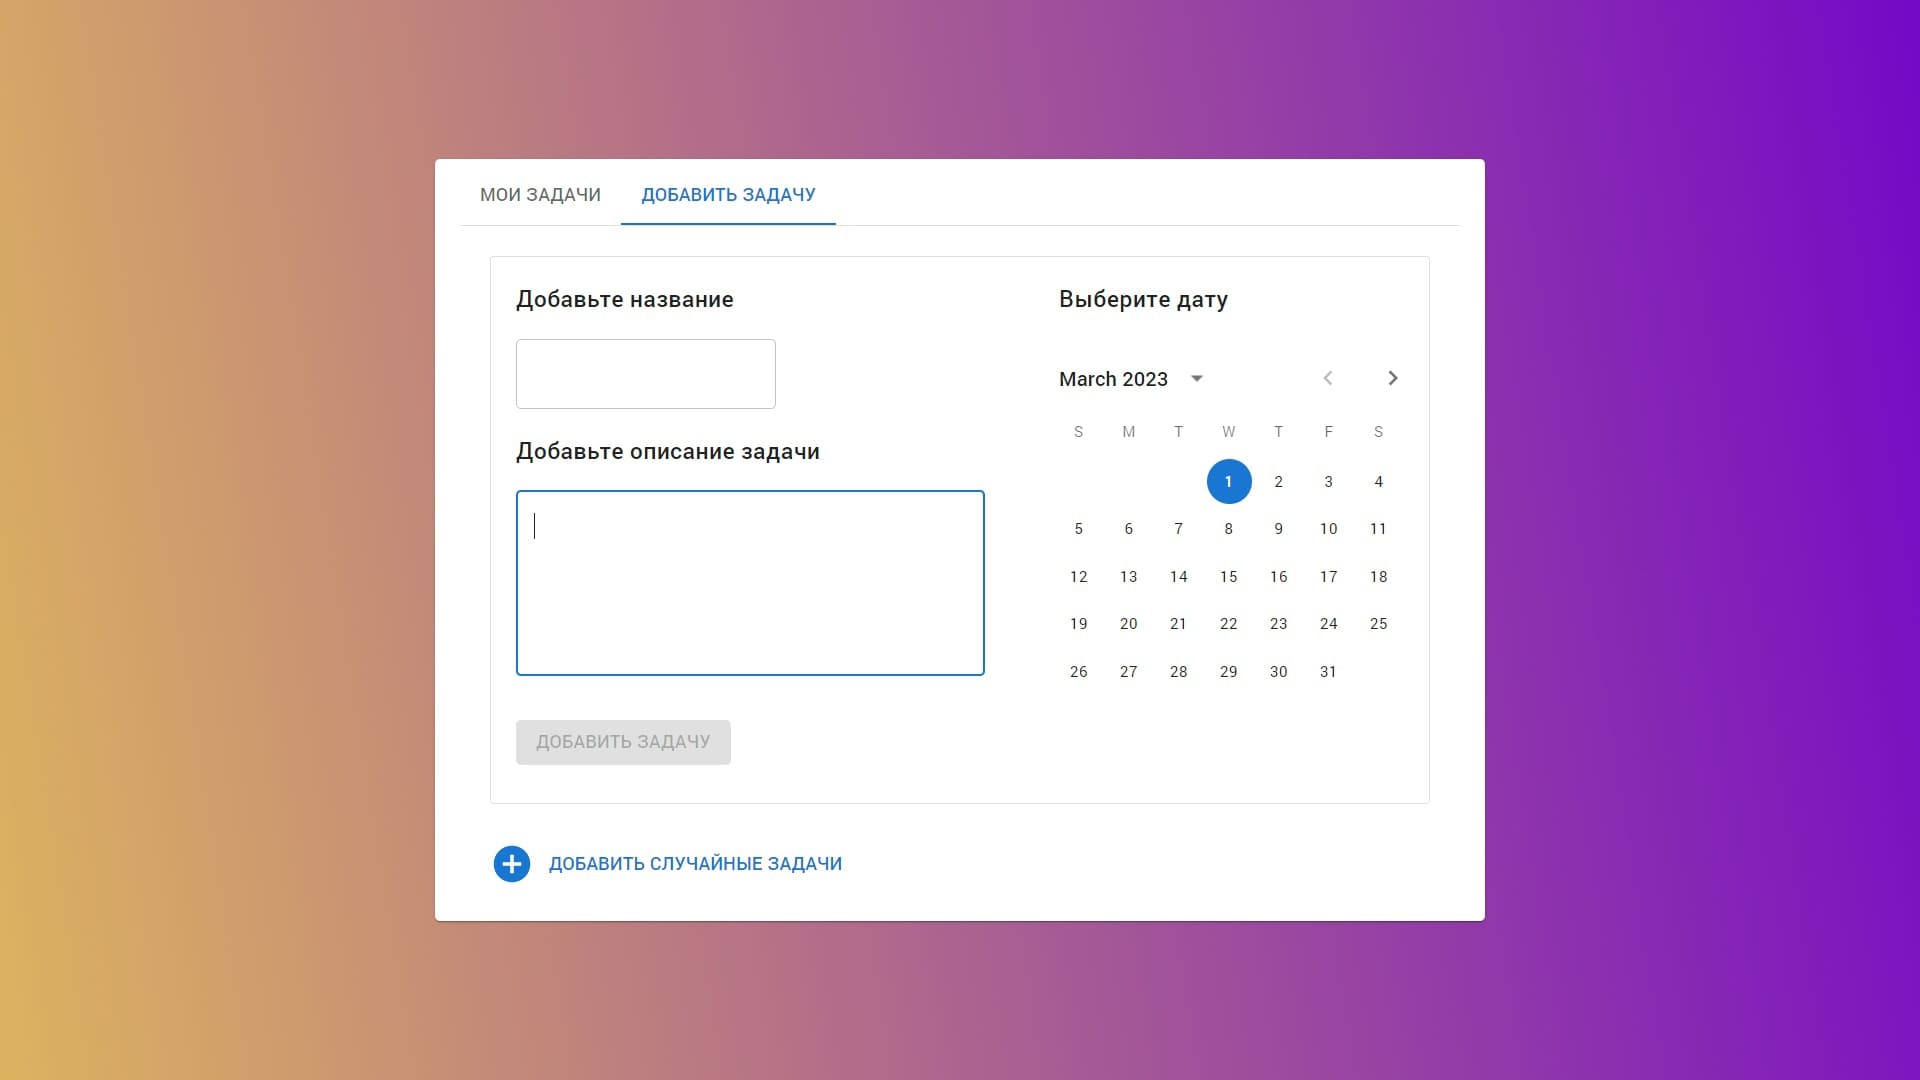 МОИ ЗАДАЧИ ДОБАВИТЬ ЗАДАЧУ
Добавьте название
Добавьте описание задачи
ДОБАВИТЬ ЗАДАЧУ
Выберите дату
March 2023
S M T W T F S
1 2 3 4
5 6 7 8 9 10 11
12 13 14 15 16 17 18
19 20 21 22 23 24 25
26 27 28 29 30 31
ДОБАВИТЬ СЛУЧАЙНЫЕ ЗАДАЧИ